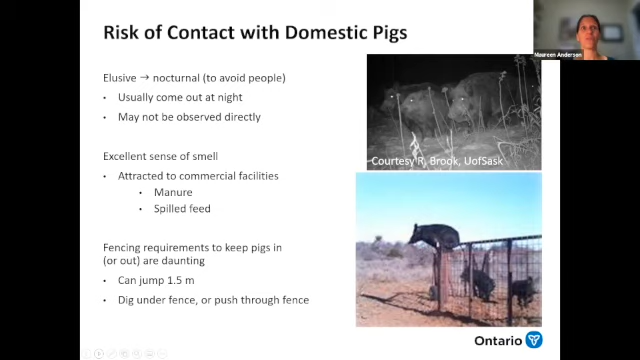 Risk of Contact with Domestic Pigs
Elusive → nocturnal (to avoid people)
• Usually come out at night
• May not be observed directly
Excellent sense of smell
• Attracted to commercial facilities
• Manure
• Spilled feed
Fencing requirements to keep pigs in
(or out) are daunting
• Can jump 1.5 m
• Dig under fence, or push through fence
Courtesy R. Brook, UofSask
Ontario
Maureen Anderson